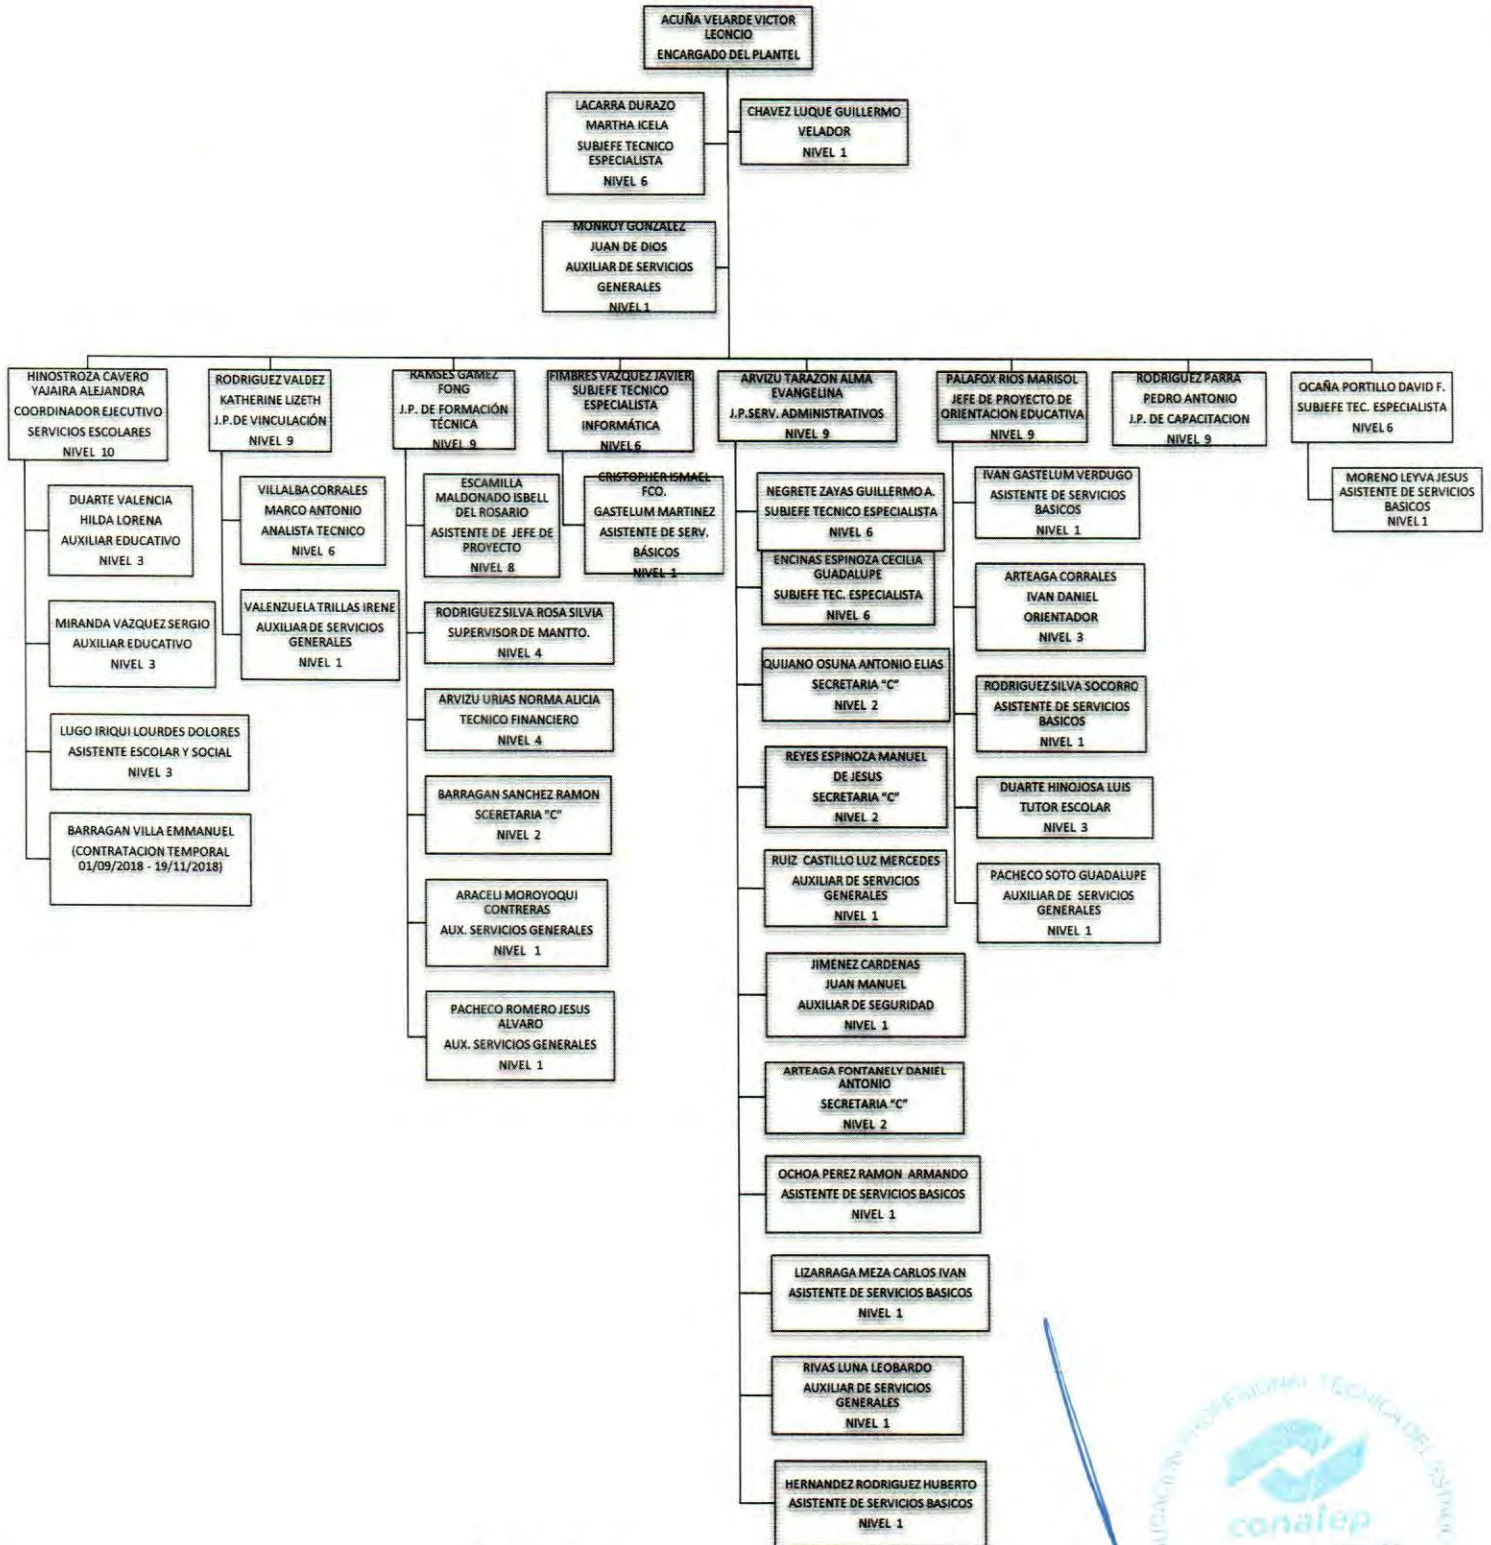 ACUÑA VELARDE VICTOR
LEONCIO
ENCARGADO DEL PLANTEL
LACARRA DURAZO
MARTHA ICELA
SUBJEFE TECNICO
ESPECIALISTA
NIVEL 6
CHAVEZ LUQUE GUILLERMO
VELADOR
NIVEL 1
MONROY GONZALEZ
JUAN DE DIOS
AUXILIAR DE SERVICIOS
GENERALES
NIVEL 1
HINOSTROZA CAVERO
YAJAIRA ALEJANDRA
COORDINADOR EJECUTIVO
SERVICIOS ESCOLARES
NIVEL 10
DUARTE VALENCIA
HILDA LORENA
AUXILIAR EDUCATIVO
NIVEL 3
MIRANDA VAZQUEZ SERGIO
AUXILIAR EDUCATIVO
NIVEL 3
LUGO IRIQUI LOURDES DOLORES
ASISTENTE ESCOLAR Y SOCIAL
NIVEL 3
BARRAGAN VILLA EMMANUEL
(CONTRATACION TEMPORAL
01/09/2018 - 19/11/2018)
RODRIGUEZ VALDEZ
KATHERINE LIZETH
J.P.DE VINCULACIÓN
NIVEL 9
VILLALBA CORRALES
MARCO ANTONIO
ANALISTA TECNICO
NIVEL 6
VALENZUELA TRILLAS IRENE
AUXILIAR DE SERVICIOS
GENERALES
NIVEL 1
RAMSES GAMEZ
FONG
J.P. DE FORMACIÓN
TÉCNICA
NIVEL 9
ESCAMILLA
MALDONADO ISBELL
DEL ROSARIO
ASISTENTE DE JEFE DE
PROYECTO
NIVEL 8
RODRIGUEZ SILVA ROSA SILVIA
SUPERVISOR DE MANTTO.
NIVEL 4
ARVIZU URIAS NORMA ALICIA
TECNICO FINANCIERO
NIVEL 4
BARRAGAN SANCHEZ RAMON
SCERETARIA "C"
NIVEL 2
ARACELI MOROYOQUI
CONTRERAS
AUX. SERVICIOS GENERALES
NIVEL 1
PACHECO ROMERO JESUS
ALVARO
AUX. SERVICIOS GENERALES
NIVEL 1
FIMBRES VAZQUEZ JAVIER
SUBJEFE TECNICO
ESPECIALISTA
INFORMÁTICA
NIVEL 6
CRISTOPHER ISMAEL
FCO.
GASTELUM MARTINEZ
ASISTENTE DE SERV.
BÁSICOS
NIVEL 1
ARVIZU TARAZON ALMA
EVANGELINA
J.P.SERV. ADMINISTRATIVOS
NIVEL 9
NEGRETE ZAYAS GUILLERMO A.
SUBJEFE TECNICO ESPECIALISTA
NIVEL 6
ENCINAS ESPINOZA CECILIA
GUADALUPE
SUBJEFE TEC. ESPECIALISTA
NIVEL 6
QUIJANO OSUNA ANTONIO ELIAS
SECRETARIA "C"
NIVEL 2
REYES ESPINOZA MANUEL
DE JESUS
SECRETARIA "C"
NIVEL 2
RUIZ CASTILLO LUZ MERCEDES
AUXILIAR DE SERVICIOS
GENERALES
NIVEL 1
JIMENEZ CARDENAS
JUAN MANUEL
AUXILIAR DE SEGURIDAD
NIVEL 1
ARTEAGA FONTANELY DANIEL
ANTONIO
SECRETARIA "C"
NIVEL 2
OCHOA PEREZ RAMON ARMANDO
ASISTENTE DE SERVICIOS BASICOS
NIVEL 1
LIZARRAGA MEZA CARLOS IVAN
ASISTENTE DE SERVICIOS BASICOS
NIVEL 1
RIVAS LUNA LEOBARDO
AUXILIAR DE SERVICIOS
GENERALES
NIVEL 1
HERNANDEZ RODRIGUEZ HUBERTO
ASISTENTE DE SERVICIOS BASICOS
NIVEL 1
PALAFOX RIOS MARISOL
JEFE DE PROYECTO DE
ORIENTACION EDUCATIVA
NIVEL 9
IVAN GASTELUM VERDUGO
ASISTENTE DE SERVICIOS
BASICOS
NIVEL 1
ARTEAGA CORRALES
IVAN DANIEL
ORIENTADOR
NIVEL 3
RODRIGUEZ SILVA SOCORRO
ASISTENTE DE SERVICIOS
BASICOS
NIVEL 1
DUARTE HINOJOSA LUIS
TUTOR ESCOLAR
NIVEL 3
PACHECO SOTO GUADALUPE
AUXILIAR DE SERVICIOS
GENERALES
NIVEL 1
RODRIGUEZ PARRA
PEDRO ANTONIO
J.P. DE CAPACITACION
NIVEL 9
OCAÑA PORTILLO DAVID F.
SUBJEFE TEC. ESPECIALISTA
NIVEL 6
MORENO LEYVA JESUS
ASISTENTE DE SERVICIOS
BASICOS
NIVEL 1
PROFESIONAL TECNICA DEL
conalep